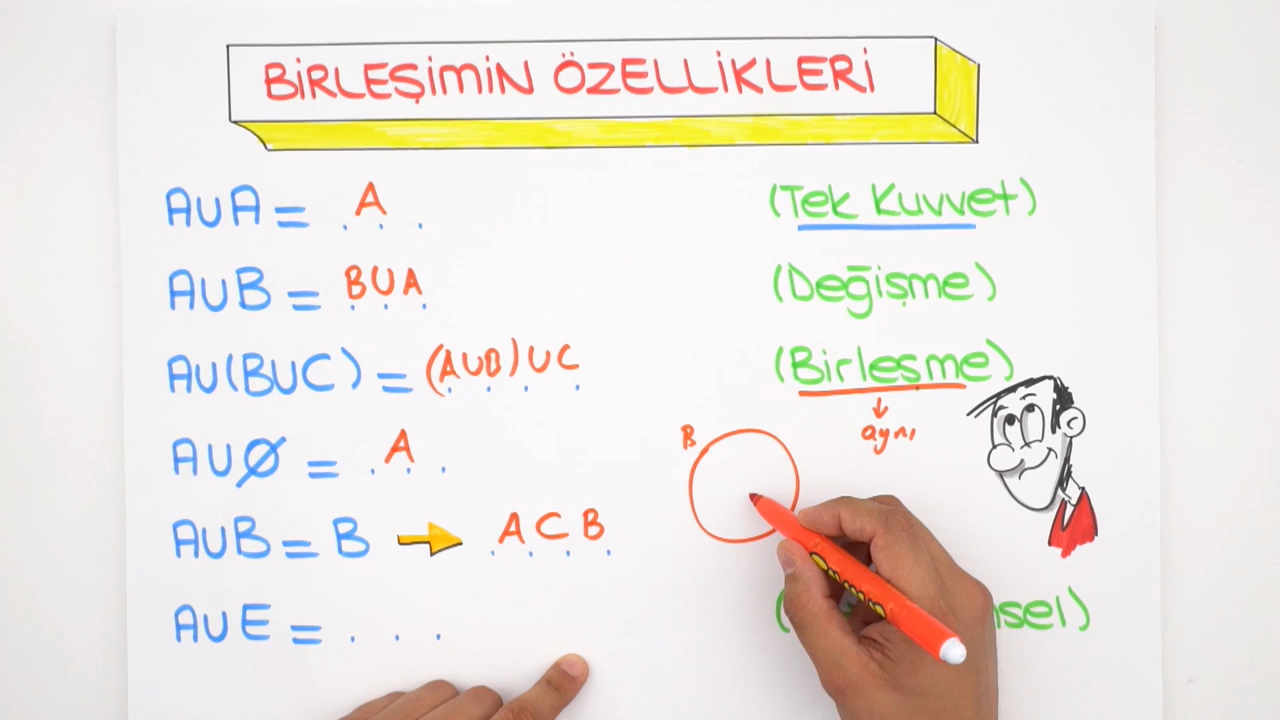 BİRLEŞİMİN ÖZELLİKLERİ
A∪A = A (Tek Kuvvet)
A∪B = B∪A (Değişme)
A∪(B∪C) = (A∪B)∪C (Birleşme)
↓
aynı
A∪∅ = A
B
A∪B = B → A⊂B
A∪E = . . .